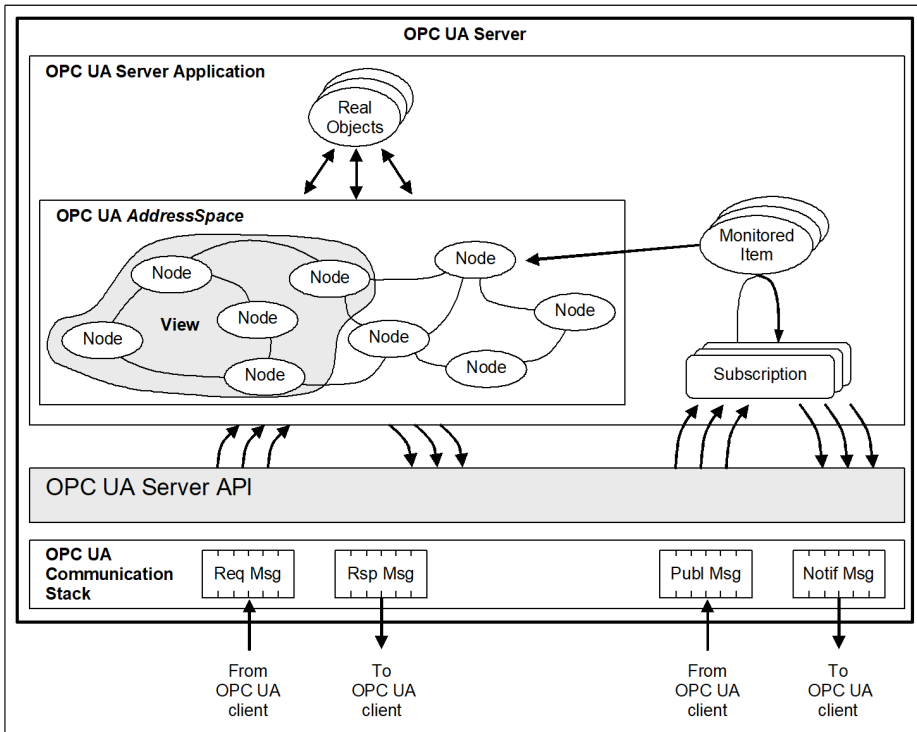 OPC UA Server
OPC UA Server Application
Real
Objects
OPC UA AddressSpace
Monitored
Item
Node
Node
Node
Node
View
Node
Node
Node
Node
Node
Node
Subscription
OPC UA Server API
OPC UA
Communication
Stack
Req Msg
Rsp Msg
Publ Msg
Notif Msg
From
OPC UA
client
To
OPC UA
client
From
OPC UA
client
To
OPC UA
client